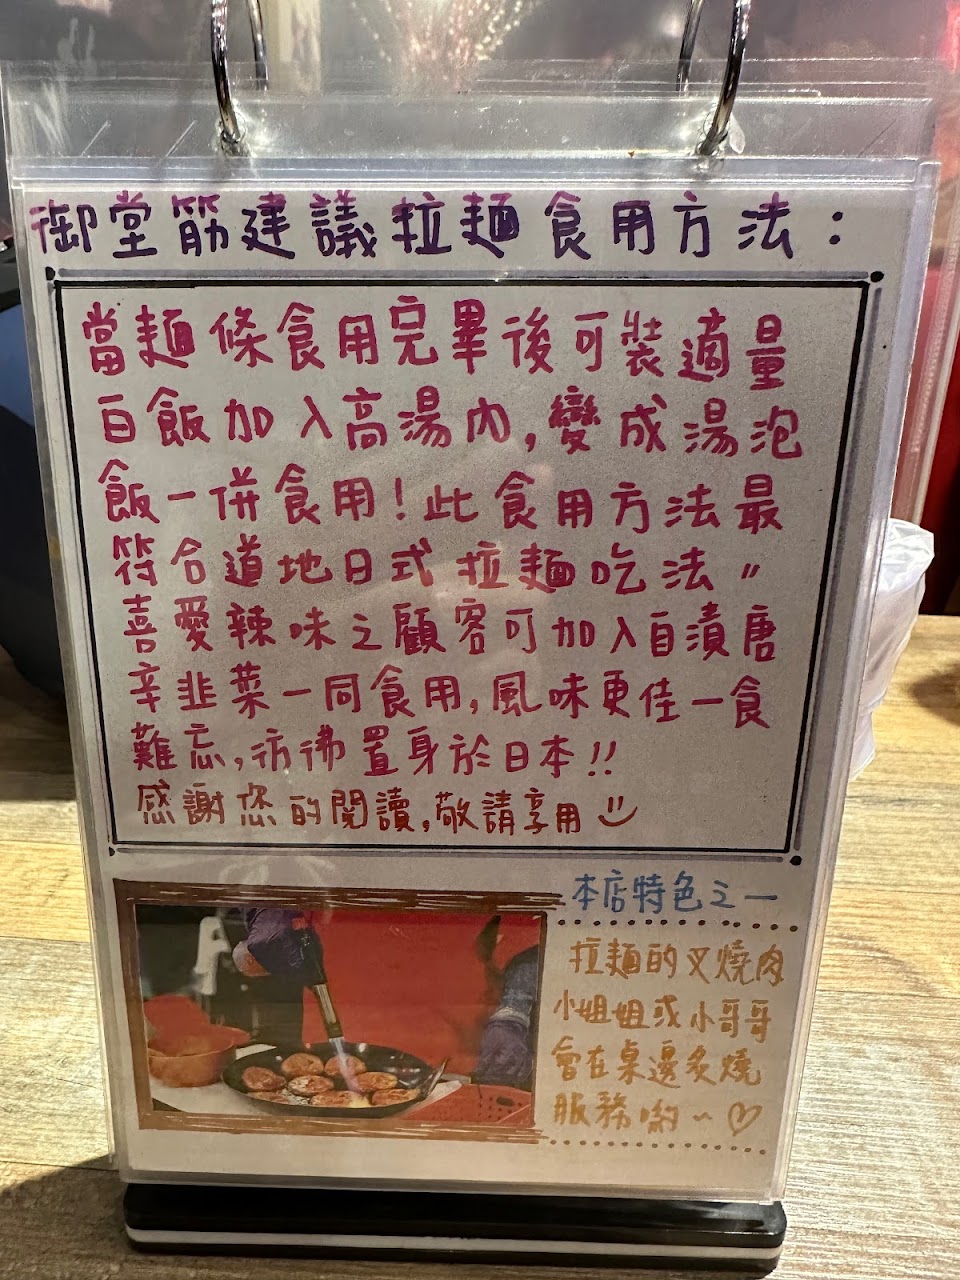 御堂筋建議拉麵食用方法：
當麵條食用完畢後可裝適量
白飯加入高湯內,變成湯泡
飯一併食用!此食用方法最
符合道地日式拉麵吃法〃
喜愛辣味之顧客可加入自漬唐
辛韭菜一同食用,風味更佳一食
難忘,彷彿置身於日本!!
感謝您的閱讀,敬請享用
本店特色之一
拉麵的叉燒肉
小姐姐或小哥哥
會在桌邊炙燒
服務喲~♡